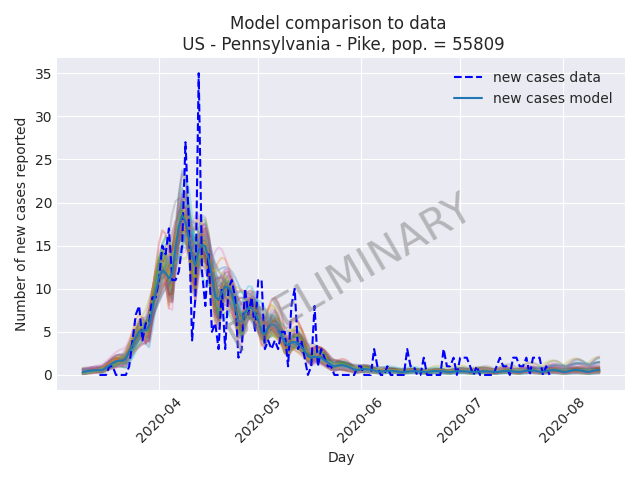 Model comparison to data
US - Pennsylvania - Pike, pop. = 55809
Number of new cases reported
35
30
25
20
15
10
5
0
new cases data
new cases model
PRELIMINARY
2020-04
2020-05
2020-06
2020-07
2020-08
Day